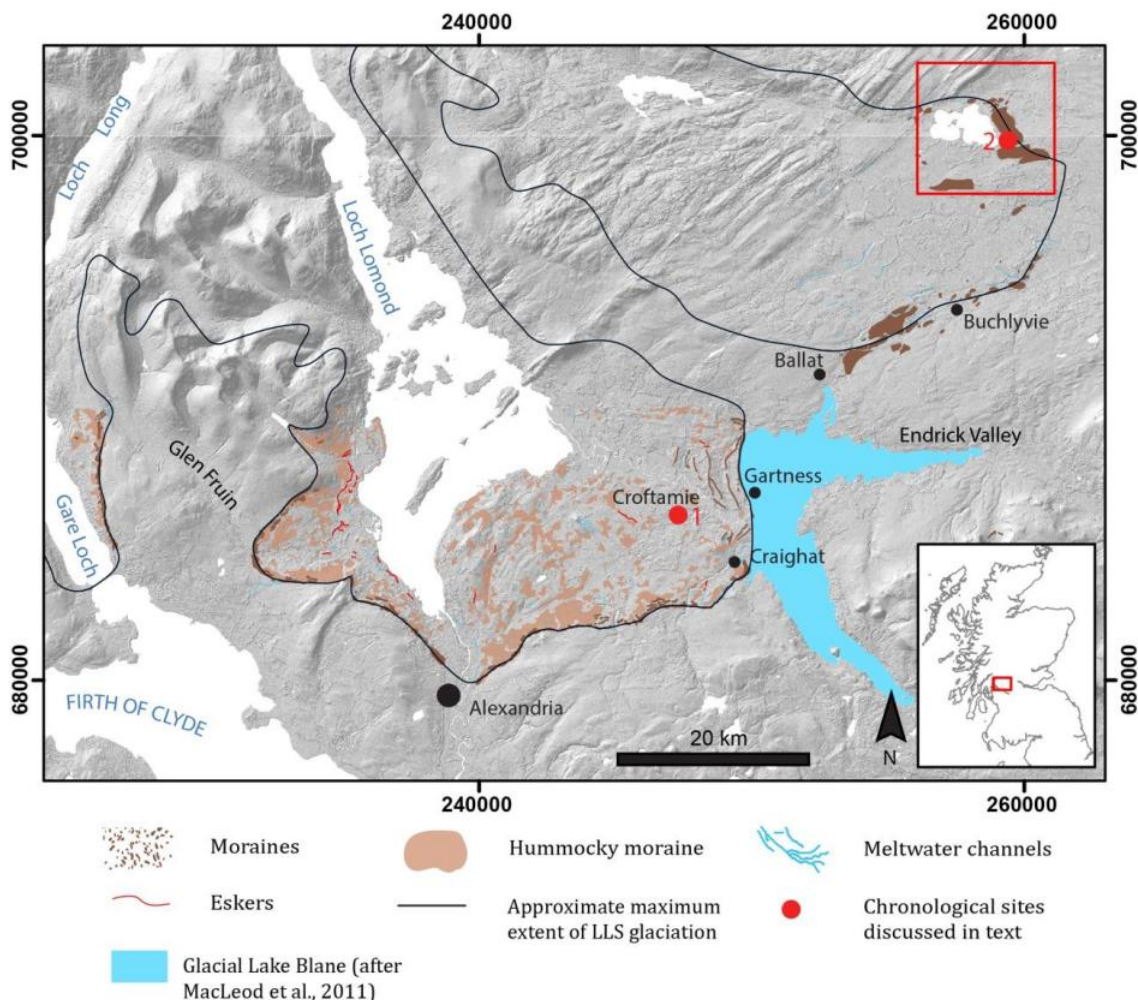 240000
260000
700000
700000
Loch Long
Loch Lomond
2
Buchlyvie
Ballat
Glen Fruin
Endrick Valley
Gartness
Croftamie
1
Gare Loch
Craighat
680000
680000
FIRTH OF CLYDE
Alexandria
20 km
N
240000
260000
Moraines
Hummocky moraine
Meltwater channels
Eskers
Approximate maximum
extent of LLS glaciation
Chronological sites
discussed in text
Glacial Lake Blane (after
MacLeod et al., 2011)